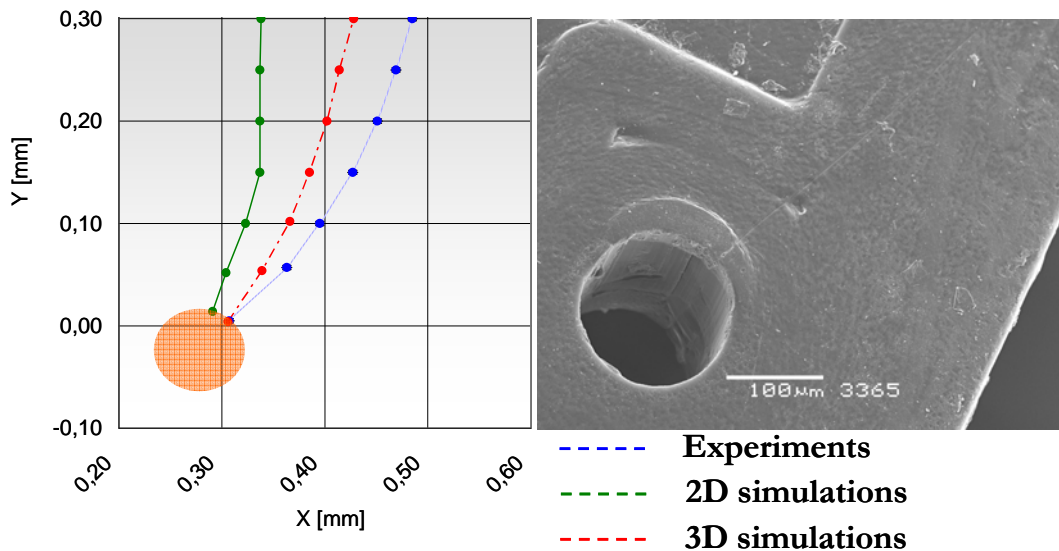 0,30
0,20
0,10
0,00
-0,10
Y [mm]
0,20
0,30
0,40
0,50
0,60
X [mm]
100μm 3365
Experiments
2D simulations
3D simulations